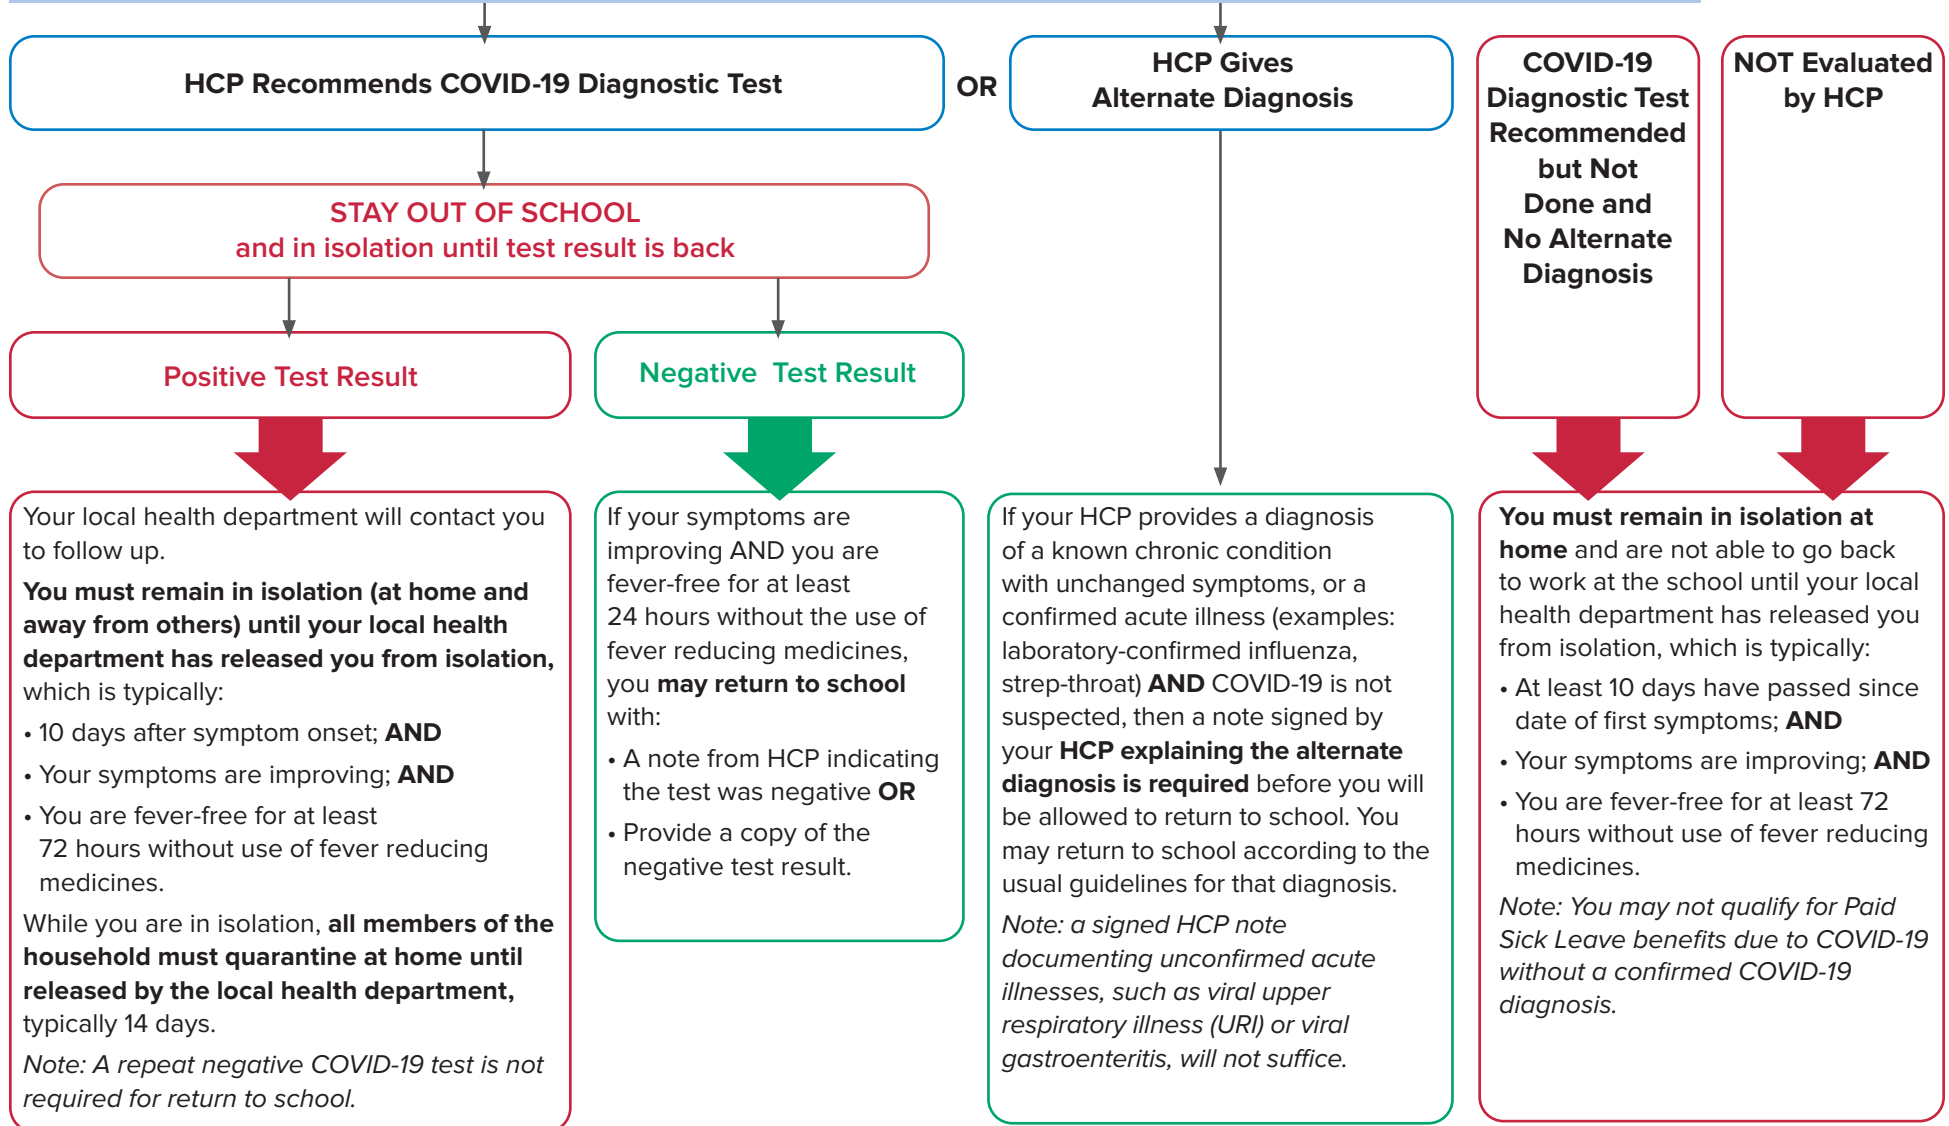 HCP Recommends COVID-19 Diagnostic Test
OR
HCP Gives
Alternate Diagnosis
COVID-19
Diagnostic Test
Recommended
but Not
Done and
No Alternate
Diagnosis
NOT Evaluated
by HCP
STAY OUT OF SCHOOL
and in isolation until test result is back
Positive Test Result
Negative Test Result
Your local health department will contact you
to follow up.
You must remain in isolation (at home and
away from others) until your local health
department has released you from isolation,
which is typically:
• 10 days after symptom onset; AND
• Your symptoms are improving; AND
• You are fever-free for at least
72 hours without use of fever reducing
medicines.
While you are in isolation, all members of the
household must quarantine at home until
released by the local health department,
typically 14 days.
Note: A repeat negative COVID-19 test is not
required for return to school.
If your symptoms are
improving AND you are
fever-free for at least
24 hours without the use of
fever reducing medicines,
you may return to school
with:
• A note from HCP indicating
the test was negative OR
• Provide a copy of the
negative test result.
If your HCP provides a diagnosis
of a known chronic condition
with unchanged symptoms, or a
confirmed acute illness (examples:
laboratory-confirmed influenza,
strep-throat) AND COVID-19 is not
suspected, then a note signed by
your HCP explaining the alternate
diagnosis is required before you will
be allowed to return to school. You
may return to school according to the
usual guidelines for that diagnosis.
Note: a signed HCP note
documenting unconfirmed acute
illnesses, such as viral upper
respiratory illness (URI) or viral
gastroenteritis, will not suffice.
You must remain in isolation at
home and are not able to go back
to work at the school until your local
health department has released you
from isolation, which is typically:
• At least 10 days have passed since
date of first symptoms; AND
• Your symptoms are improving; AND
• You are fever-free for at least 72
hours without use of fever reducing
medicines.
Note: You may not qualify for Paid
Sick Leave benefits due to COVID-19
without a confirmed COVID-19
diagnosis.